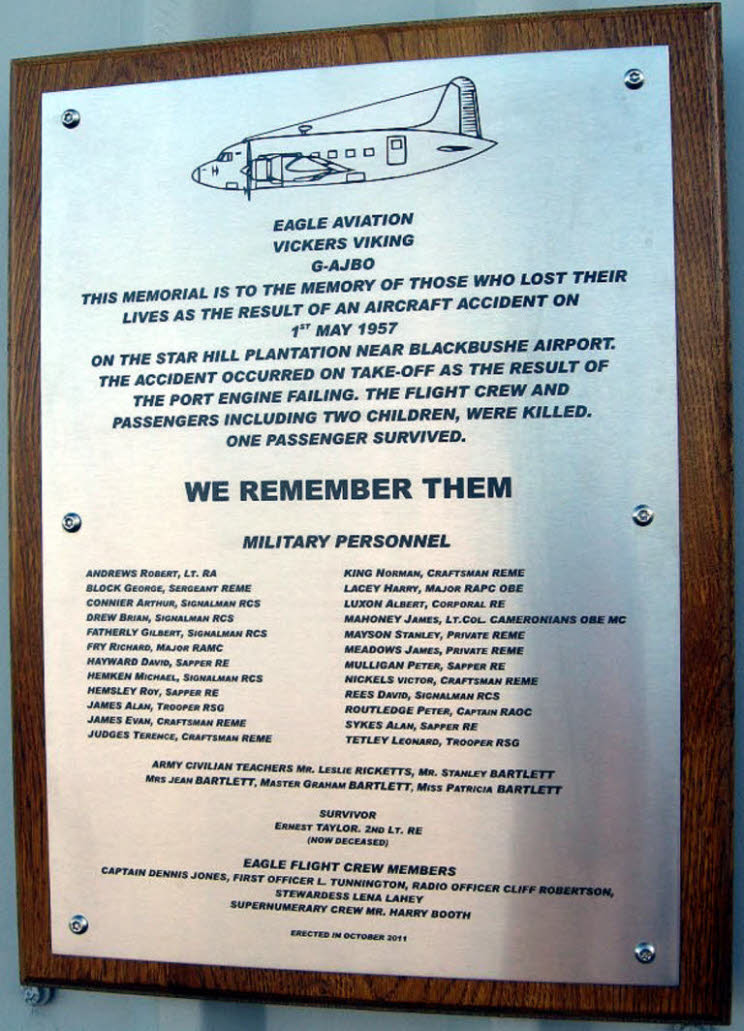 EAGLE AVIATION
VICKERS VIKING
G-AJBO
THIS MEMORIAL IS TO THE MEMORY OF THOSE WHO LOST THEIR
LIVES AS THE RESULT OF AN AIRCRAFT ACCIDENT ON
1ST MAY 1957
ON THE STAR HILL PLANTATION NEAR BLACKBUSHE AIRPORT.
THE ACCIDENT OCCURRED ON TAKE-OFF AS THE RESULT OF
THE PORT ENGINE FAILING. THE FLIGHT CREW AND
PASSENGERS INCLUDING TWO CHILDREN, WERE KILLED.
ONE PASSENGER SURVIVED.
WE REMEMBER THEM
MILITARY PERSONNEL
ANDREWS ROBERT, LT. RA
BLOCK GEORGE, SERGEANT REME
CONNIER ARTHUR, SIGNALMAN RCS
DREW BRIAN, SIGNALMAN RCS
FATHERLY GILBERT, SIGNALMAN RCS
FRY RICHARD, MAJOR RAMC
HAYWARD DAVID, SAPPER RE
HEMKEN MICHAEL, SIGNALMAN RCS
HEMSLEY ROY, SAPPER RE
JAMES ALAN, TROOPER RSG
JAMES EVAN, CRAFTSMAN REME
JUDGES TERENCE, CRAFTSMAN REME
KING NORMAN, CRAFTSMAN REME
LACEY HARRY, MAJOR RAPC OBE
LUXON ALBERT, CORPORAL RE
MAHONEY JAMES, LT.COL. CAMERONIANS OBE MC
MAYSON STANLEY, PRIVATE REME
MEADOWS JAMES, PRIVATE REME
MULLIGAN PETER, SAPPER RE
NICKELS VICTOR, CRAFTSMAN REME
REES DAVID, SIGNALMAN RCS
ROUTLEDGE PETER, CAPTAIN RAOC
SYKES ALAN, SAPPER RE
TETLEY LEONARD, TROOPER RSG
ARMY CIVILIAN TEACHERS MR. LESLIE RICKETTS, MR. STANLEY BARTLETT
MRS JEAN BARTLETT, MASTER GRAHAM BARTLETT, MISS PATRICIA BARTLETT
SURVIVOR
ERNEST TAYLOR. 2ND LT. RE
(NOW DECEASED)
EAGLE FLIGHT CREW MEMBERS
CAPTAIN DENNIS JONES, FIRST OFFICER L. TUNNINGTON, RADIO OFFICER CLIFF ROBERTSON,
STEWARDESS LENA LAHEY
SUPERNUMERARY CREW MR. HARRY BOOTH
ERECTED IN OCTOBER 2011